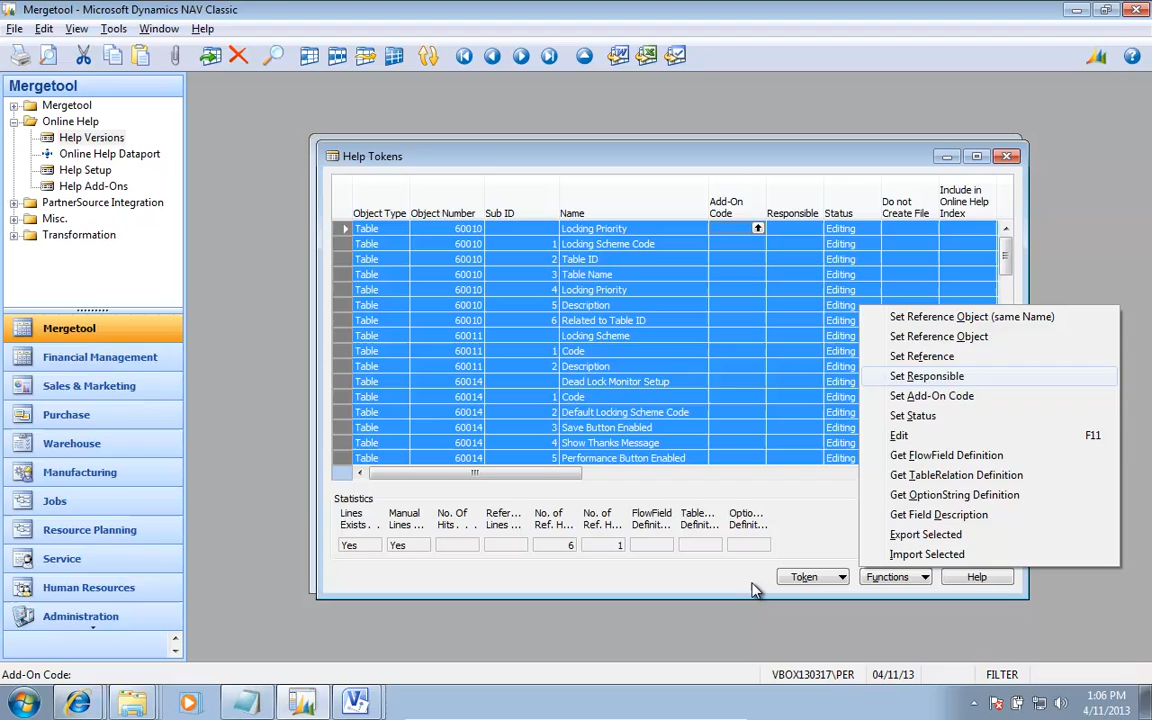 Mergetool - Microsoft Dynamics NAV Classic
File Edit View Tools Window Help
Mergetool
Mergetool
Online Help
Help Versions
Online Help Dataport
Help Setup
Help Add-Ons
PartnerSource Integration
Misc.
Transformation
Mergetool
Financial Management
Sales & Marketing
Purchase
Warehouse
Manufacturing
Jobs
Resource Planning
Service
Human Resources
Administration
Help Tokens
Object Type Object Number Sub ID Name Add-On Code Responsible Status Do not Create File Include in Online Help Index
Table 60010 Locking Priority Editing
Table 60010 1 Locking Scheme Code Editing
Table 60010 2 Table ID Editing
Table 60010 3 Table Name Editing
Table 60010 4 Locking Priority Editing
Table 60010 5 Description Editing
Table 60010 6 Related to Table ID
Table 60011 Locking Scheme
Table 60011 1 Code
Table 60011 2 Description
Table 60014 Dead Lock Monitor Setup
Table 60014 1 Code
Table 60014 2 Default Locking Scheme Code
Table 60014 3 Save Button Enabled
Table 60014 4 Show Thanks Message
Table 60014 5 Performance Button Enabled
Statistics
Lines Exists . . Manual Lines ... No. Of Hits . . . Refer... Lines ... No. of Ref. H... No. of Ref. H... FlowField Definit... Table... Definit... Optio... Definit...
Yes Yes 6 1
Token Functions Help
Set Reference Object (same Name)
Set Reference Object
Set Reference
Set Responsible
Set Add-On Code
Set Status
Edit F11
Get FlowField Definition
Get TableRelation Definition
Get OptionString Definition
Get Field Description
Export Selected
Import Selected
Add-On Code: VBOX130317\PER 04/11/13 FILTER
1:06 PM
4/11/2013